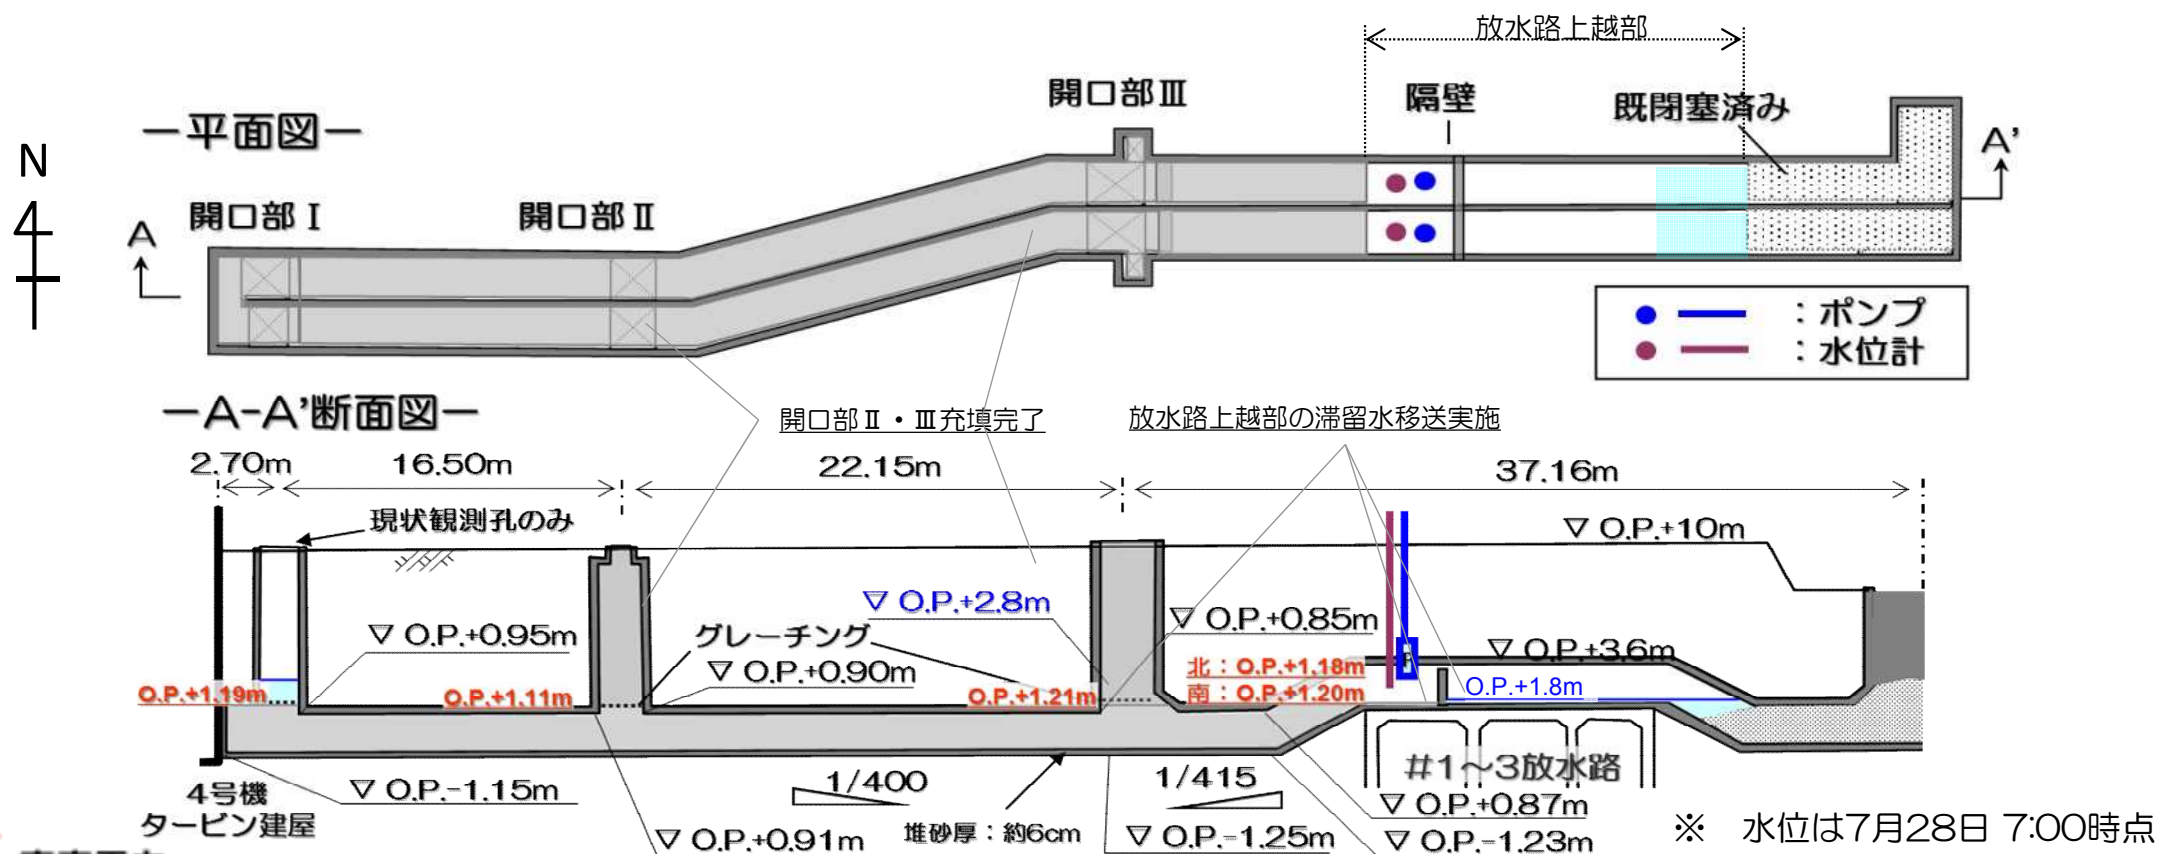 放水路上越部
開口部Ⅲ
隔壁
既閉塞済み
－平面図－
N
A'
開口部Ⅰ
開口部Ⅱ
A
：ポンプ
：水位計
－A-A'断面図－
開口部Ⅱ・Ⅲ充填完了
放水路上越部の滞留水移送実施
2.70m
16.50m
22.15m
37.16m
現状観測孔のみ
▽ O.P.+10m
▽ O.P.+2.8m
▽ O.P.+0.85m
▽ O.P.+0.95m
グレーチング
▽ O.P.+3.6m
▽ O.P.+0.90m
北：O.P.+1.18m
南：O.P.+1.20m
O.P.+1.8m
P
O.P.+1.19m
O.P.+1.11m
O.P.+1.21m
#1～3放水路
4号機
タービン建屋
▽ O.P.-1.15m
1/400
1/415
▽ O.P.+0.87m
▽ O.P.+0.91m
堆砂厚：約6cm
▽ O.P.-1.25m
▽ O.P.-1.23m
※　水位は7月28日 7:00時点